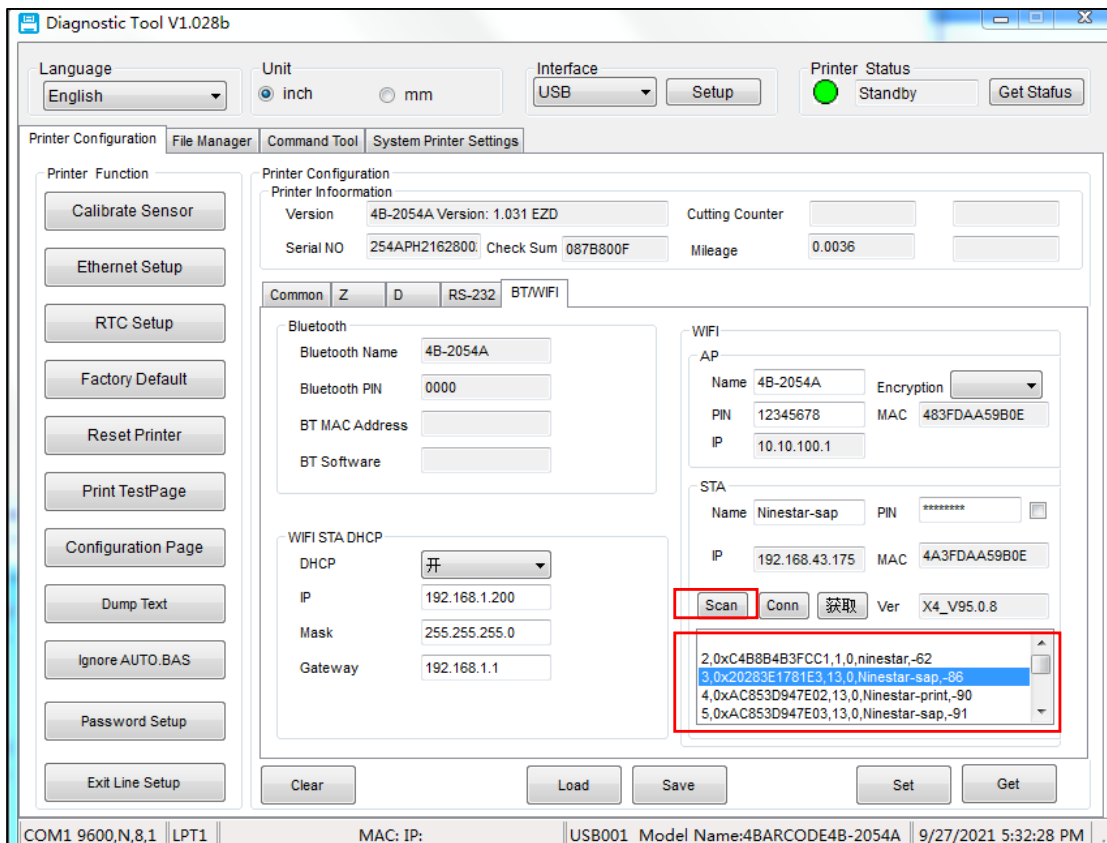 Diagnostic Tool V1.028b
Language
Unit
Interface
Printer Status
English
inch
mm
USB
Setup
Standby
Get Stafus
Printer Configuration
File Manager
Command Tool
System Printer Settings
Printer Function
Calibrate Sensor
Ethernet Setup
RTC Setup
Factory Default
Reset Printer
Print TestPage
Configuration Page
Dump Text
Ignore AUTO.BAS
Password Setup
Exit Line Setup
Printer Configuration
Printer Infoormation
Version
4B-2054A Version: 1.031 EZD
Cutting Counter
Serial NO
254APH2162800
Check Sum
087B800F
Mileage
0.0036
Common
Z
D
RS-232
BT/WIFI
Bluetooth
Bluetooth Name
4B-2054A
Bluetooth PIN
0000
BT MAC Address
BT Software
WIFI STA DHCP
DHCP
开
IP
192.168.1.200
Mask
255.255.255.0
Gateway
192.168.1.1
WIFI
AP
Name
4B-2054A
Encryption
PIN
12345678
MAC
483FDAA59B0E
IP
10.10.100.1
STA
Name
Ninestar-sap
PIN
********
IP
192.168.43.175
MAC
4A3FDAA59B0E
Scan
Conn
获取
Ver
X4_V95.0.8
2,0xC4B8B4B3FCC1,1,0,ninestar,-62
3,0x20283E1781E3,13,0,Ninestar-sap,-86
4,0xAC853D947E02,13,0,Ninestar-print,-90
5,0xAC853D947E03,13,0,Ninestar-sap,-91
Clear
Load
Save
Set
Get
COM1 9600,N,8,1
LPT1
MAC: IP:
USB001 Model Name:4BARCODE4B-2054A
9/27/2021 5:32:28 PM